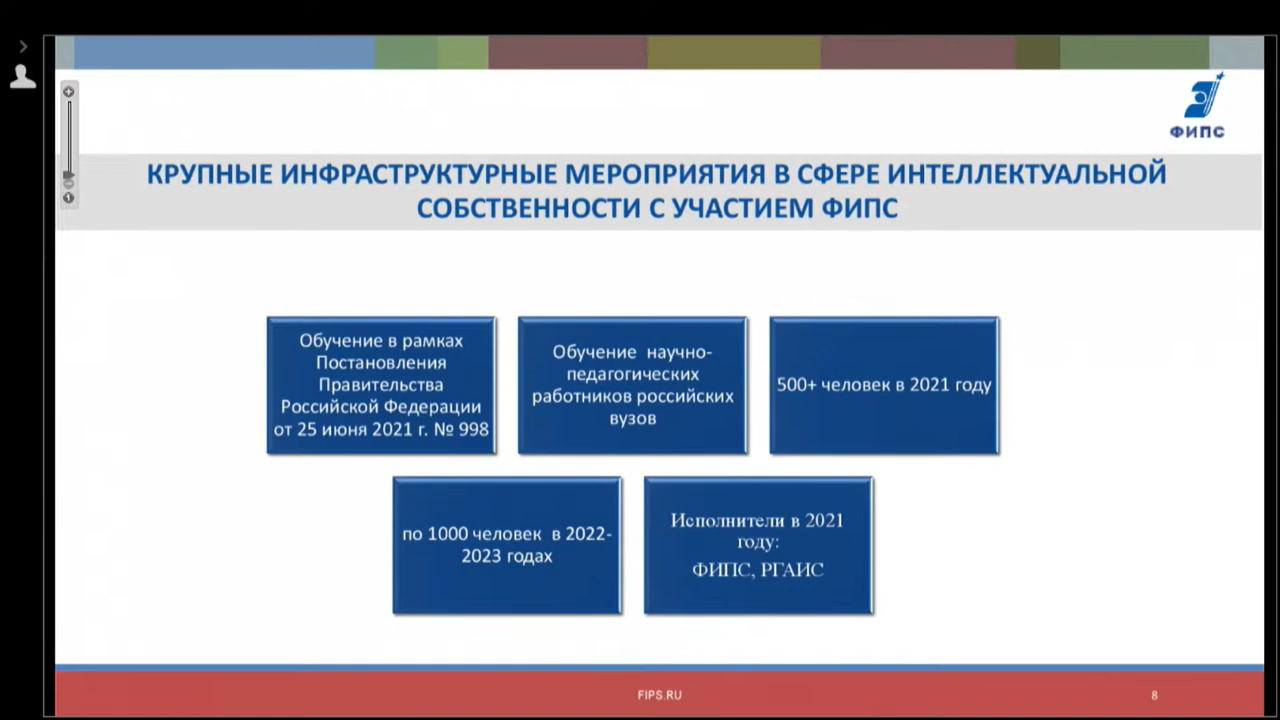 ФИПС
КРУПНЫЕ ИНФРАСТРУКТУРНЫЕ МЕРОПРИЯТИЯ В СФЕРЕ ИНТЕЛЛЕКТУАЛЬНОЙ
СОБСТВЕННОСТИ С УЧАСТИЕМ ФИПС
Обучение в рамках
Постановления
Правительства
Российской Федерации
от 25 июня 2021 г. № 998
Обучение научно-
педагогических
работников российских
вузов
500+ человек в 2021 году
по 1000 человек в 2022-
2023 годах
Исполнители в 2021
году:
ФИПС, РГАИС
FIPS.RU
8